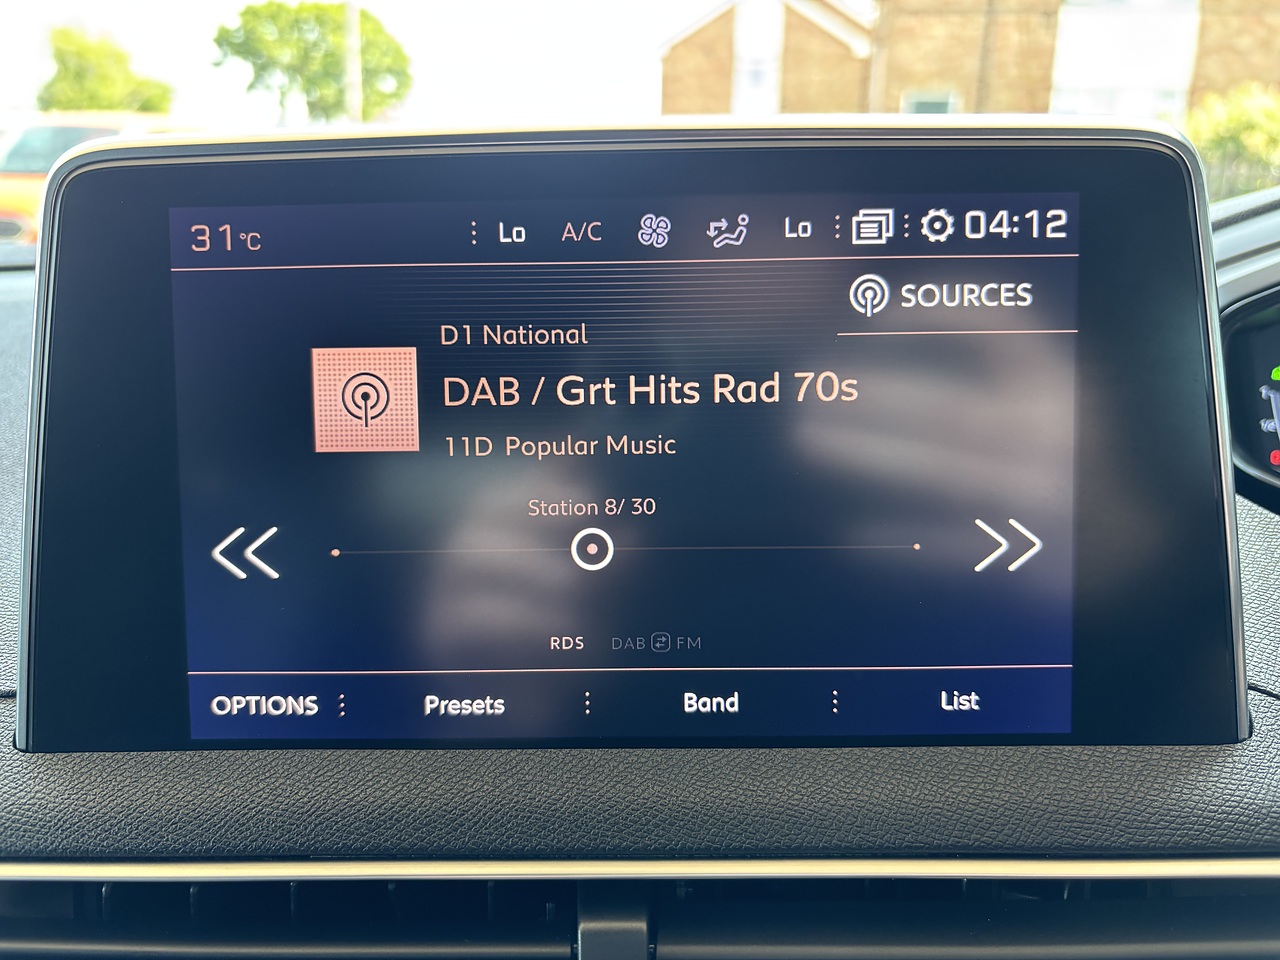 31°C Lo A/C Lo 04:12
SOURCES
D1 National
DAB / Grt Hits Rad 70s
11D Popular Music
Station 8/ 30
RDS DAB FM
OPTIONS Presets Band List